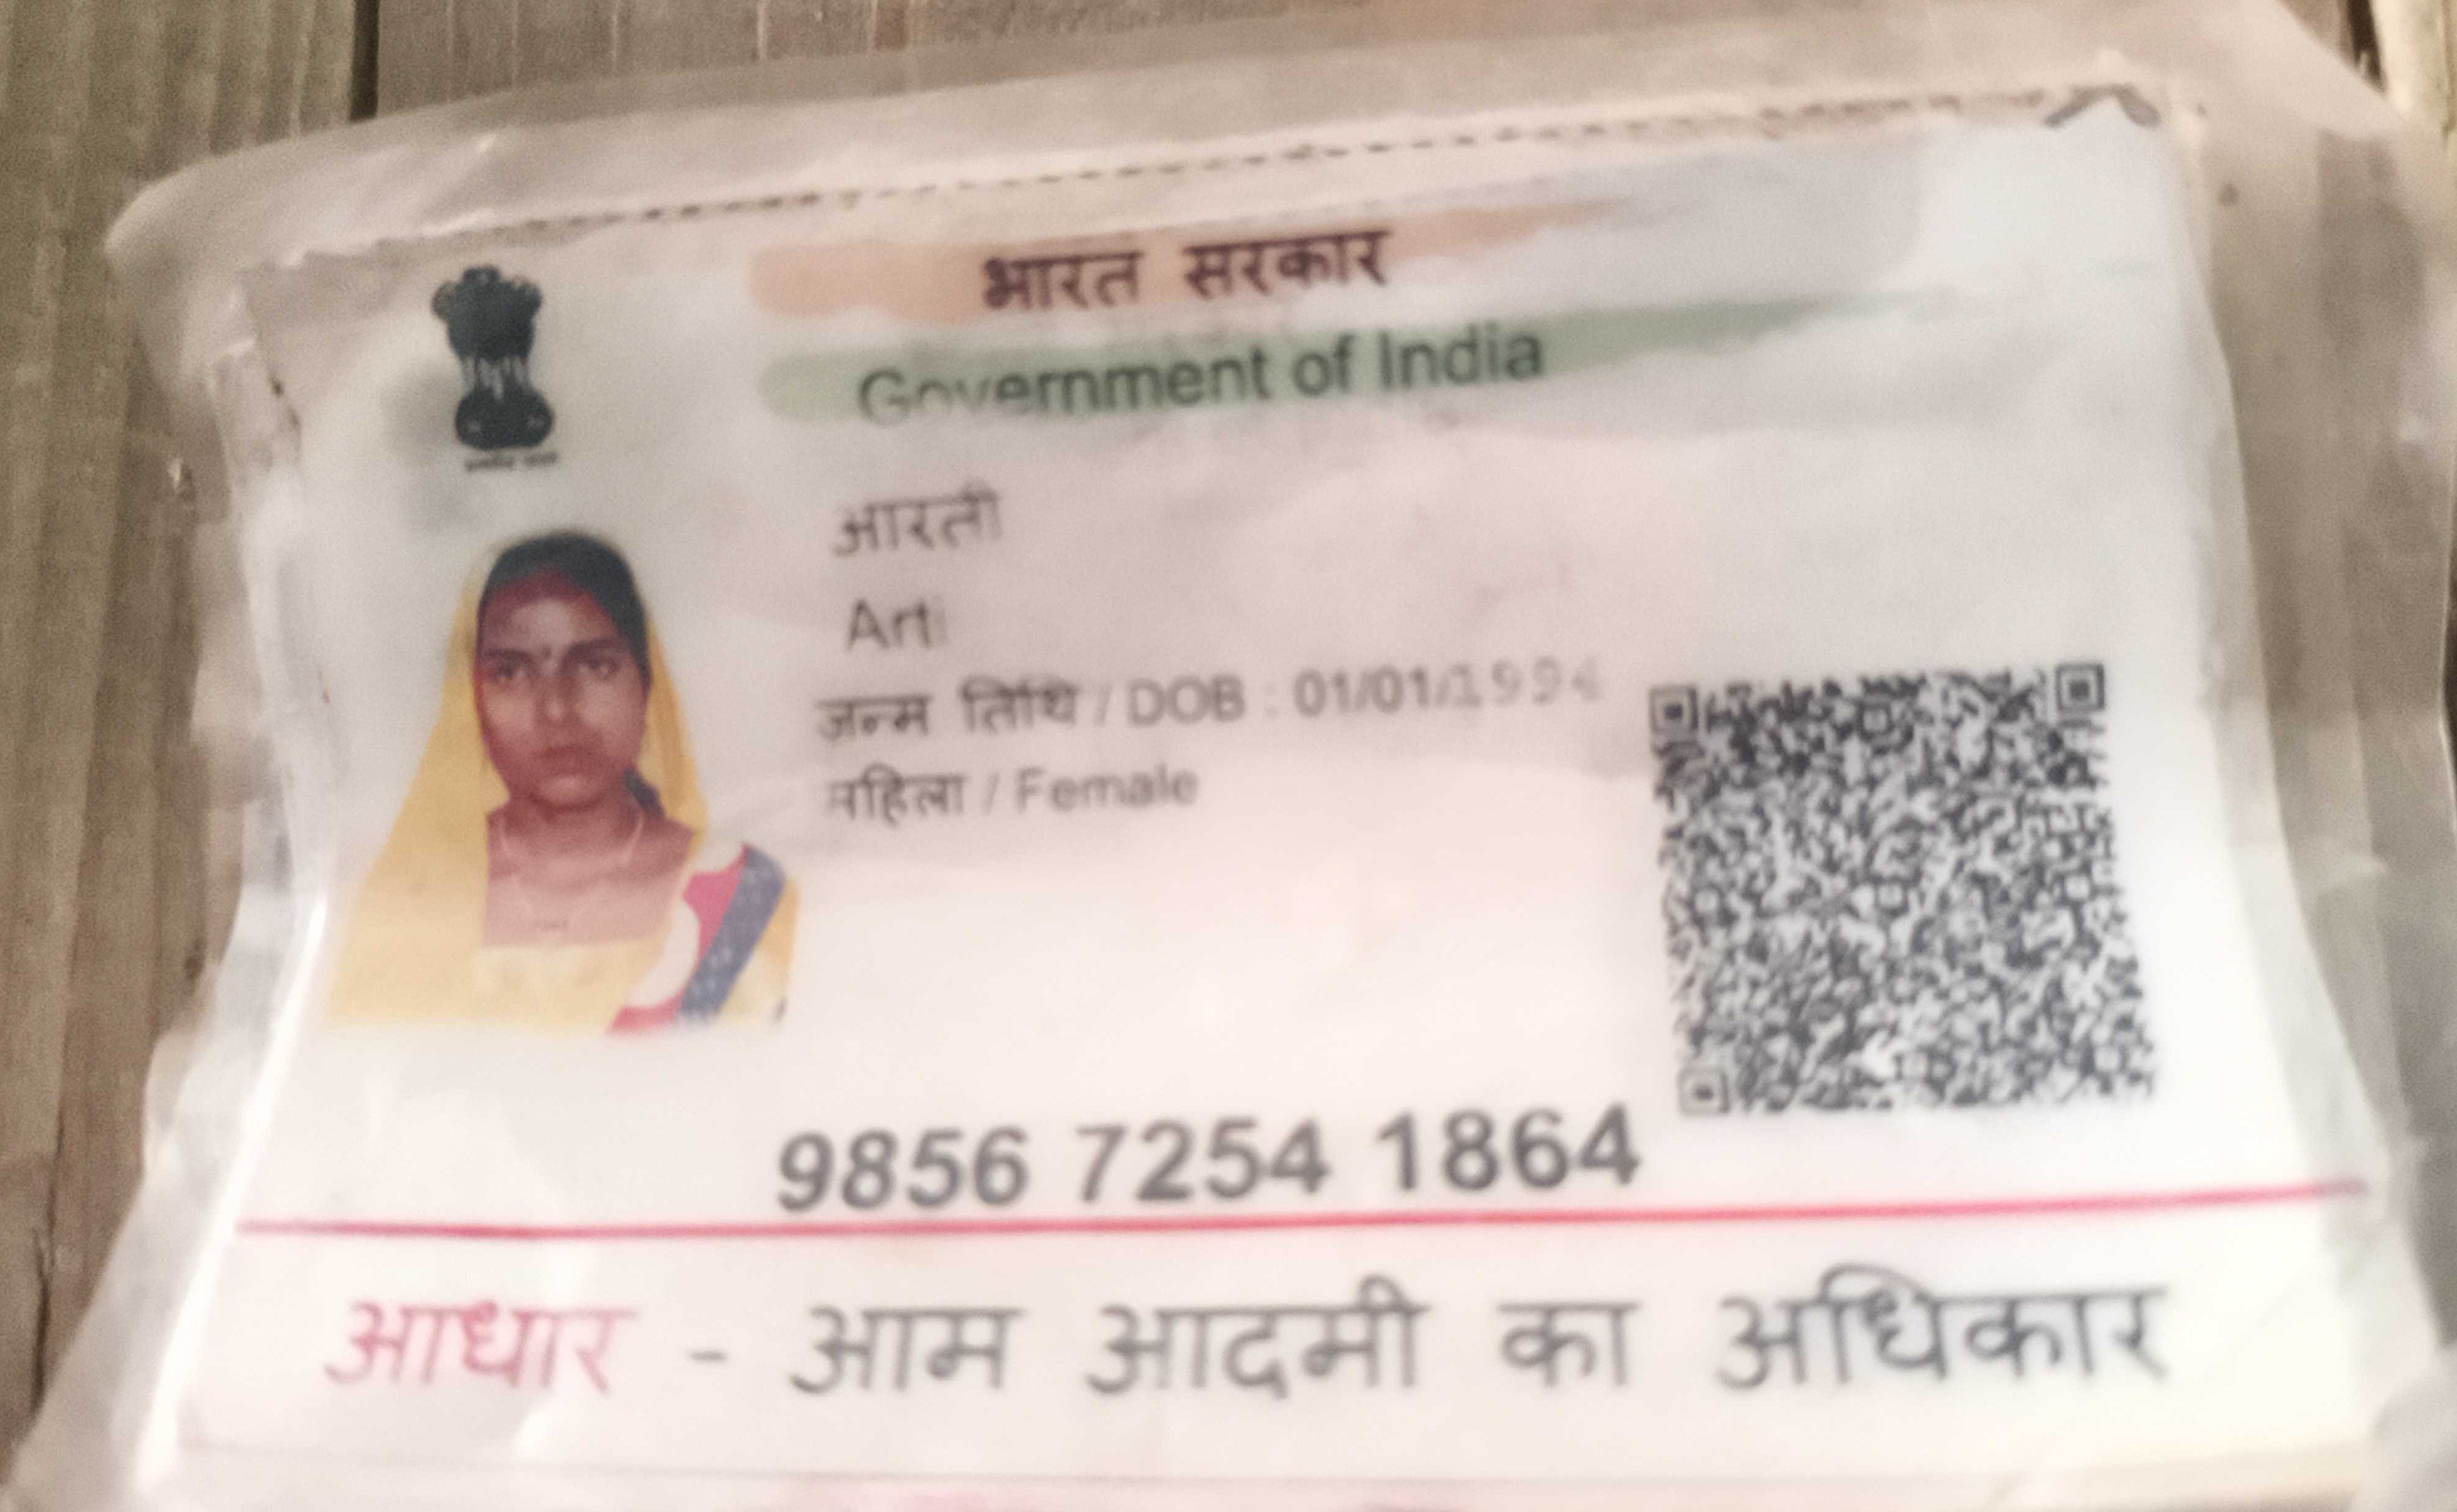 भारत सरकार
Government of India
आरती
Arti
जन्म तिथि / DOB : 01/01/1994
महिला / Female
9856 7254 1864
आधार - आम आदमी का अधिकार